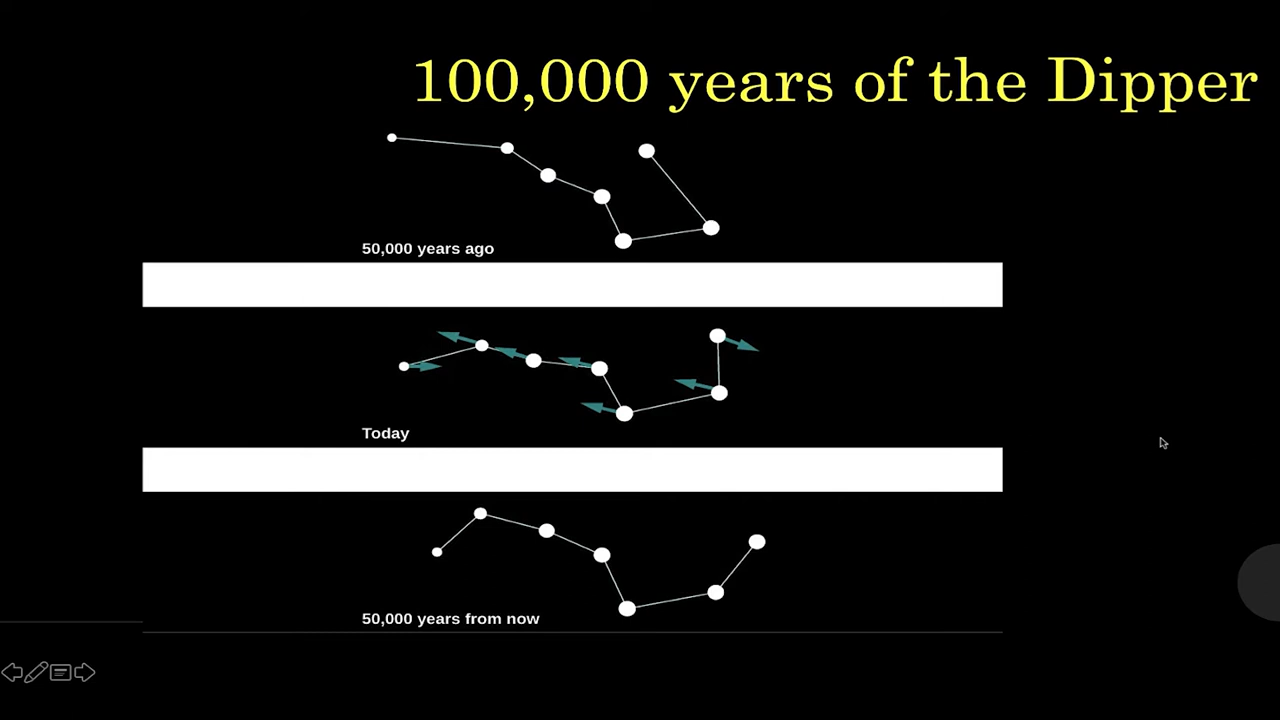 100,000 years of the Dipper
50,000 years ago
Today
50,000 years from now